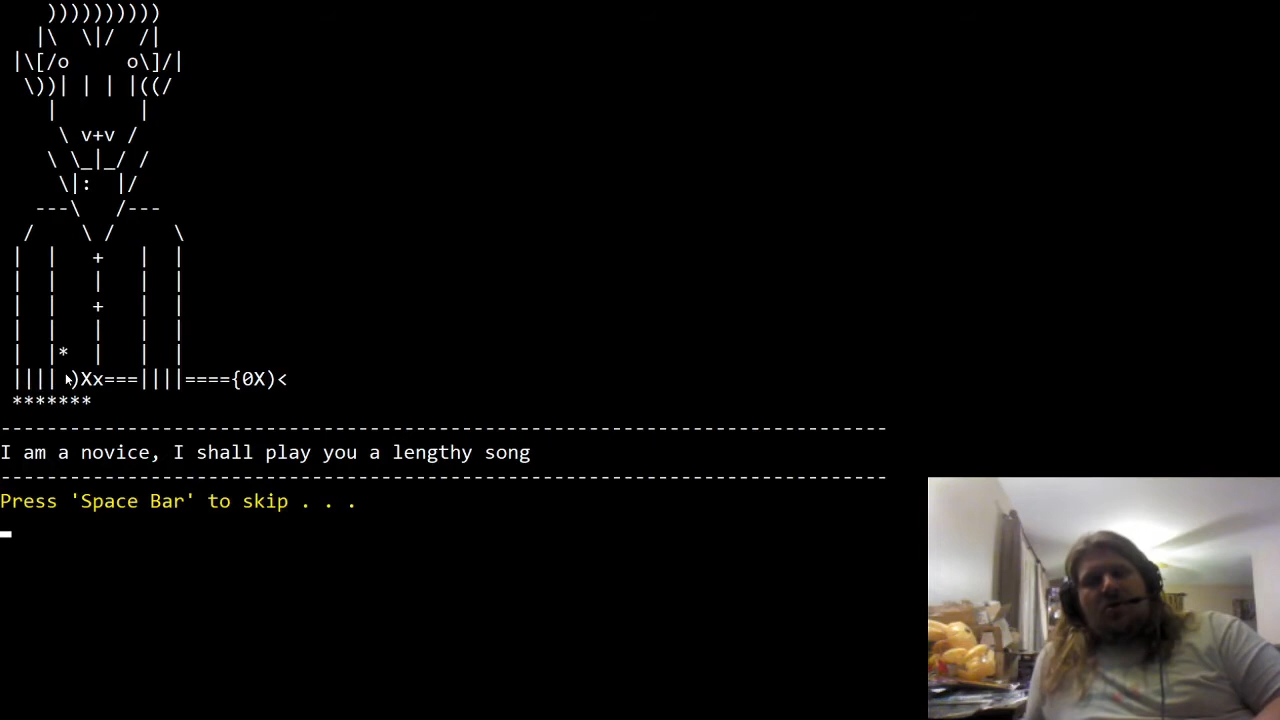 I am a novice, I shall play you a lengthy song
Press 'Space Bar' to skip . . .